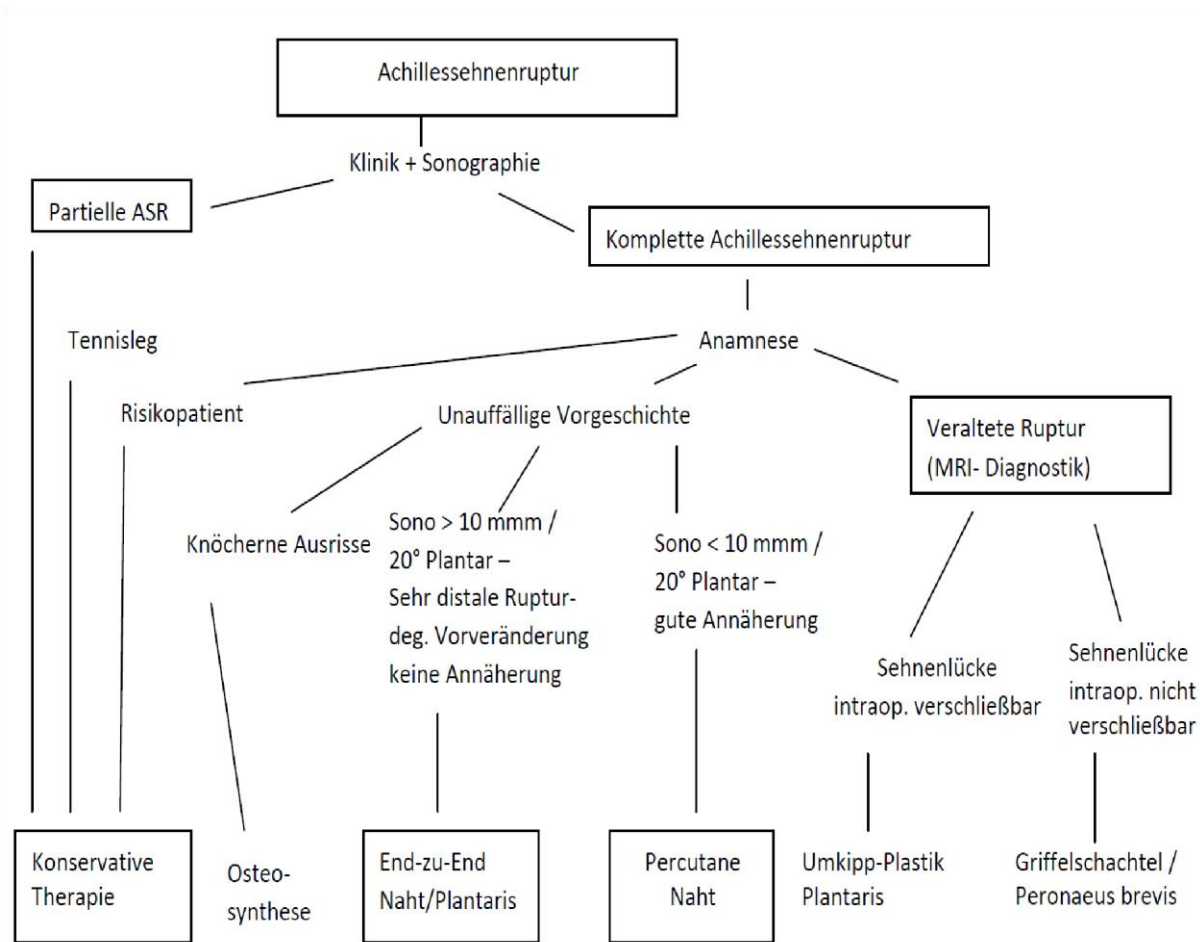 Achillessehnenruptur
Klinik + Sonographie
Partielle ASR
Komplette Achillessehnenruptur
Tennisleg
Anamnese
Risikopatient
Unauffällige Vorgeschichte
Veraltete Ruptur
(MRI- Diagnostik)
Knöcherne Ausrisse
Sono > 10 mmm /
20° Plantar –
Sehr distale Ruptur-
deg. Vorveränderung
keine Annäherung
Sono < 10 mmm /
20° Plantar –
gute Annäherung
Sehnenlücke
intraop. verschließbar
Sehnenlücke
intraop. nicht
verschließbar
Konservative
Therapie
Osteo-
synthese
End-zu-End
Naht/Plantaris
Percutane
Naht
Umkipp-Plastik
Plantaris
Griffelschachtel /
Peronaeus brevis